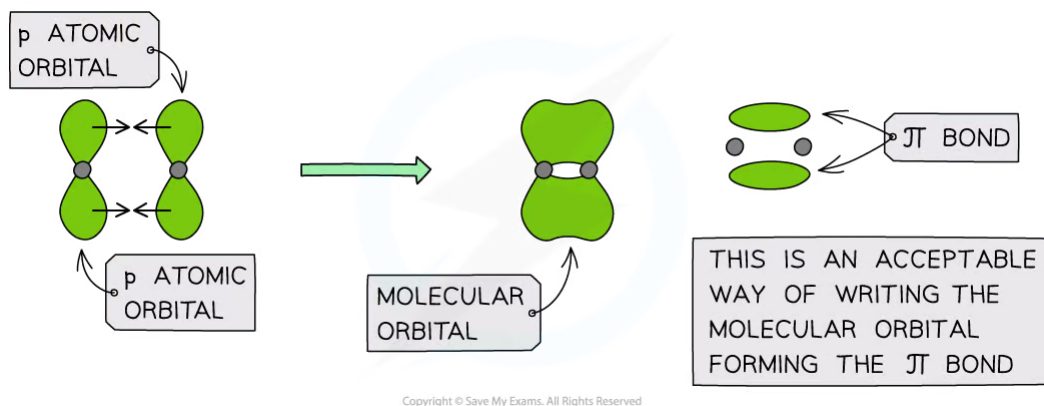 p ATOMIC
ORBITAL
p ATOMIC
ORBITAL
MOLECULAR
ORBITAL
π BOND
THIS IS AN ACCEPTABLE
WAY OF WRITING THE
MOLECULAR ORBITAL
FORMING THE π BOND
Copyright © Save My Exams. All Rights Reserved